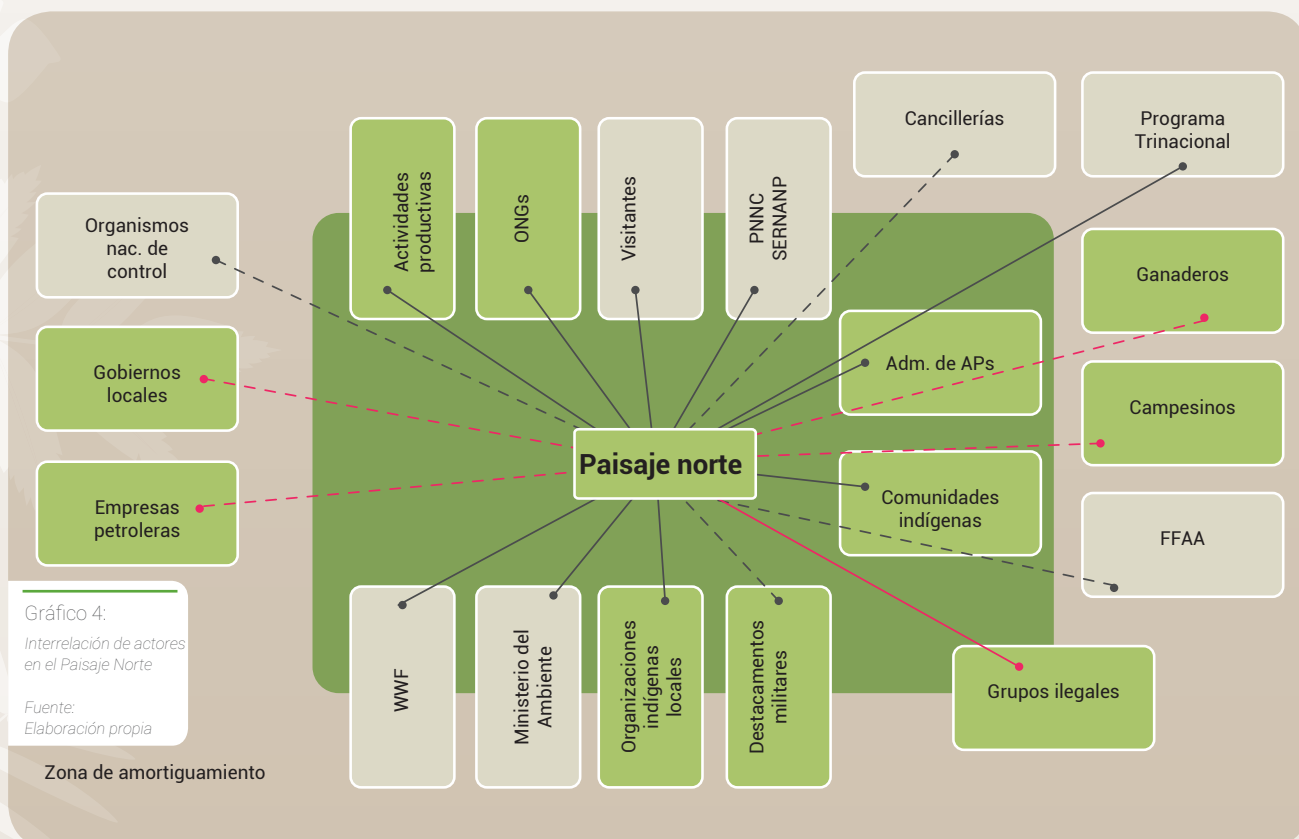 Cancillerías
Programa
Trinacional
Actividades
productivas
ONGs
Visitantes
PNNC
SERNANP
Organismos
nac. de
control
Ganaderos
Gobiernos
locales
Adm. de APs
Campesinos
Paisaje norte
Empresas
petroleras
Comunidades
indígenas
FFAA
Gráfico 4:
Interrelación de actores
en el Paisaje Norte
Fuente:
Elaboración propia
WWF
Ministerio del
Ambiente
Organizaciones
indígenas
locales
Destacamentos
militares
Grupos ilegales
Zona de amortiguamiento